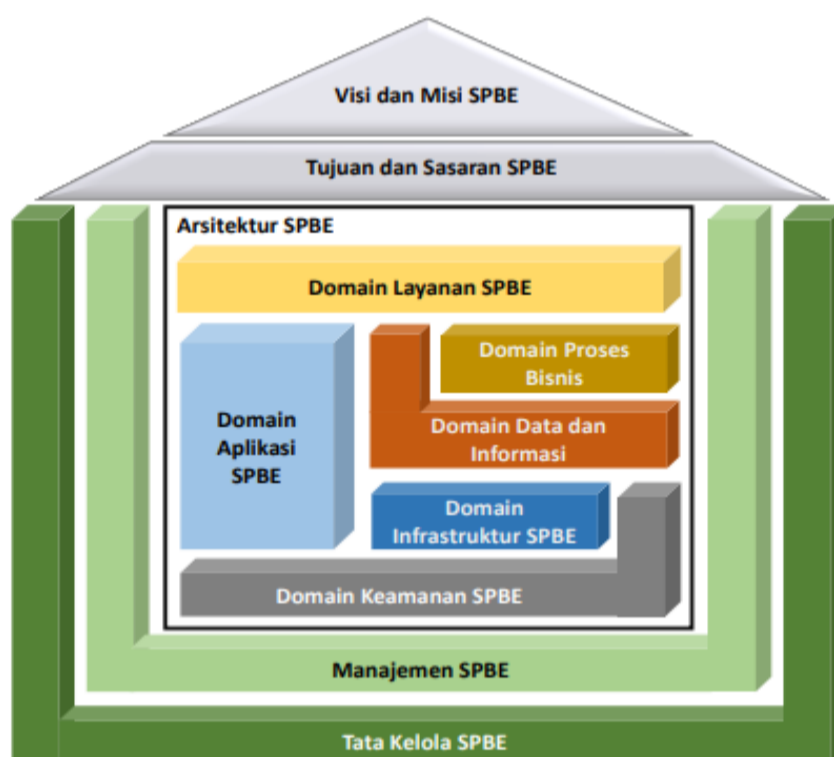 Visi dan Misi SPBE
Tujuan dan Sasaran SPBE
Arsitektur SPBE
Domain Layanan SPBE
Domain
Aplikasi
SPBE
Domain Proses
Bisnis
Domain Data dan
Informasi
Domain
Infrastruktur SPBE
Domain Keamanan SPBE
Manajemen SPBE
Tata Kelola SPBE